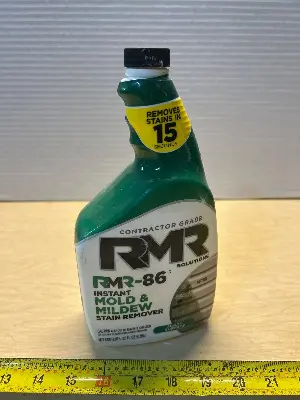 REMOVES
STAINS IN
15
SECONDS*
CONTRACTOR GRADE
RMR
SOLUTIONS
RMR-86
INSTANT
MOLD &
MILDEW
STAIN REMOVER
13 14 15 16 17 18 19 20 21